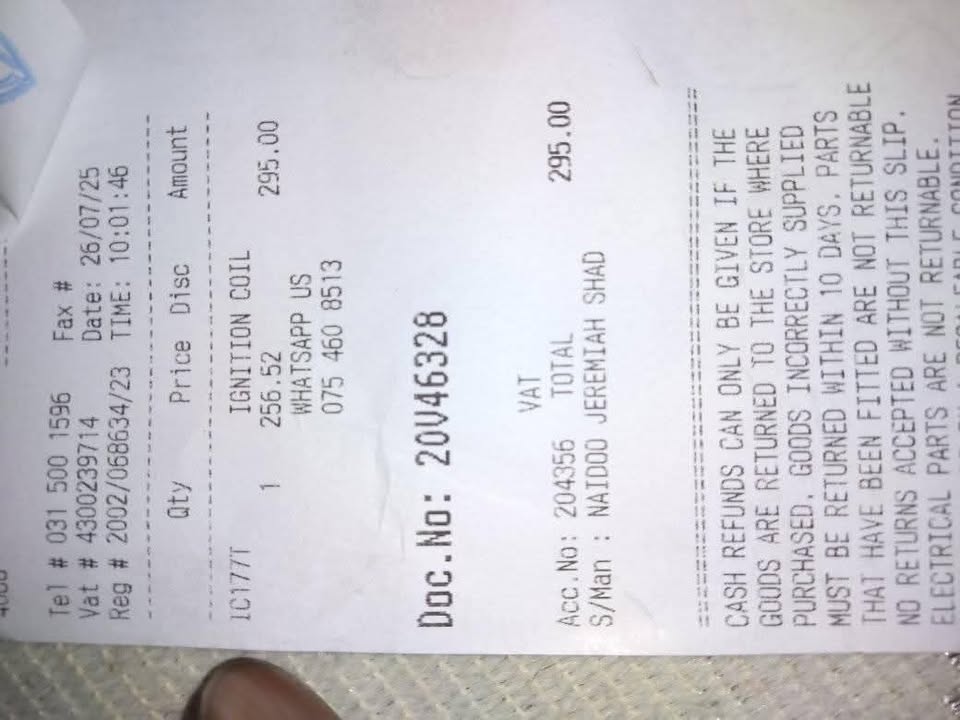 Tel # 031 500 1596 Fax #
Vat # 4300239714 Date: 26/07/25
Reg # 2002/068634/23 TIME: 10:01:46
Qty Price Disc Amount
IC177T IGNITION COIL
1 256.52 295.00
WHATSAPP US
075 460 8513
Doc.No: 20V46328
VAT
Acc.No: 204356 TOTAL 295.00
S/Man : NAIDOO JEREMIAH SHAD
CASH REFUNDS CAN ONLY BE GIVEN IF THE
GOODS ARE RETURNED TO THE STORE WHERE
PURCHASED. GOODS INCORRECTLY SUPPLIED
MUST BE RETURNED WITHIN 10 DAYS. PARTS
THAT HAVE BEEN FITTED ARE NOT RETURNABLE
NO RETURNS ACCEPTED WITHOUT THIS SLIP.
ELECTRICAL PARTS ARE NOT RETURNABLE.
CONDITION